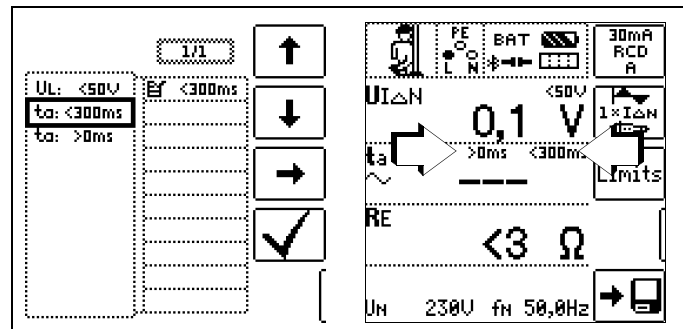 1/1
UL: <50V
ta: <300ms
ta: >0ms
<300ms
PE
L N
BAT
30mA
RCD
A
UI△N
<50V
0,1 V
1×I△N
ta
>0ms <300ms
~
---
Limits
RE
<3 Ω
UN 230V fN 50,0Hz